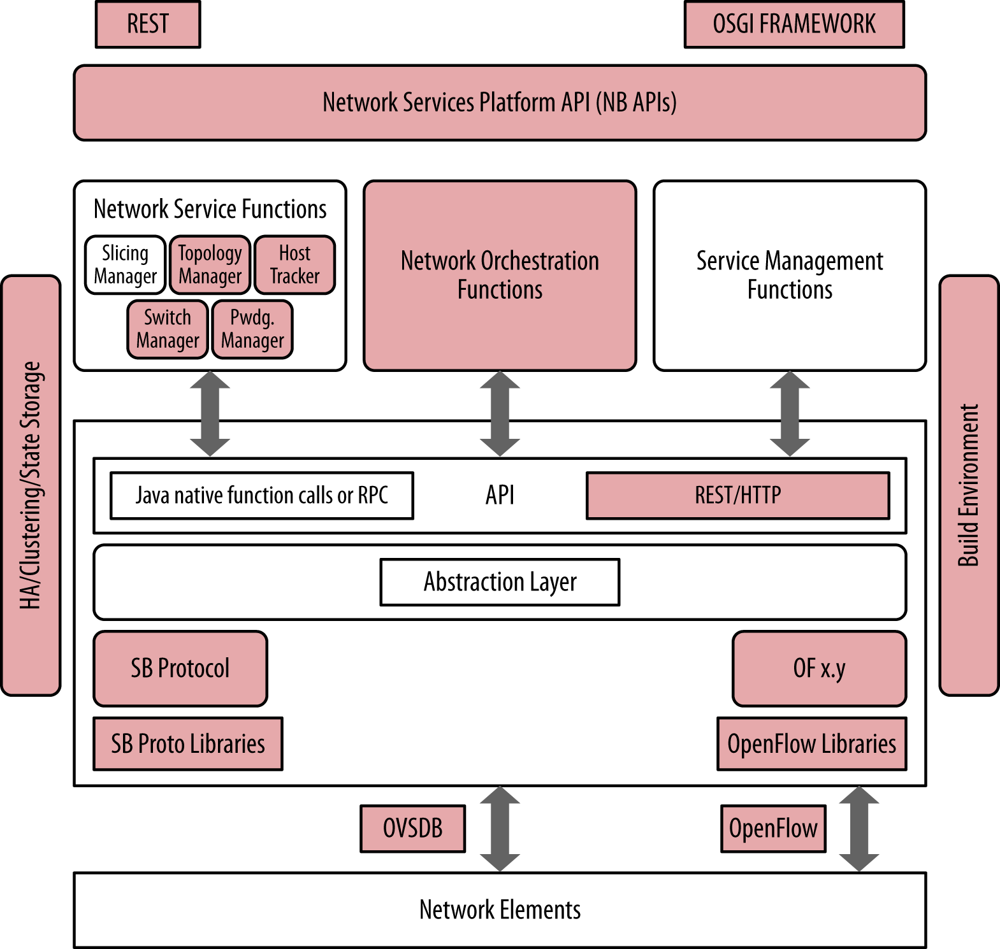 REST
OSGI FRAMEWORK
Network Services Platform API (NB APIs)
Network Service Functions
Slicing
Manager
Topology
Manager
Host
Tracker
Switch
Manager
Pwdg.
Manager
Network Orchestration
Functions
Service Management
Functions
HA/Clustering/State Storage
Build Environment
Java native function calls or RPC
API
REST/HTTP
Abstraction Layer
SB Protocol
OF x.y
SB Proto Libraries
OpenFlow Libraries
OVSDB
OpenFlow
Network Elements